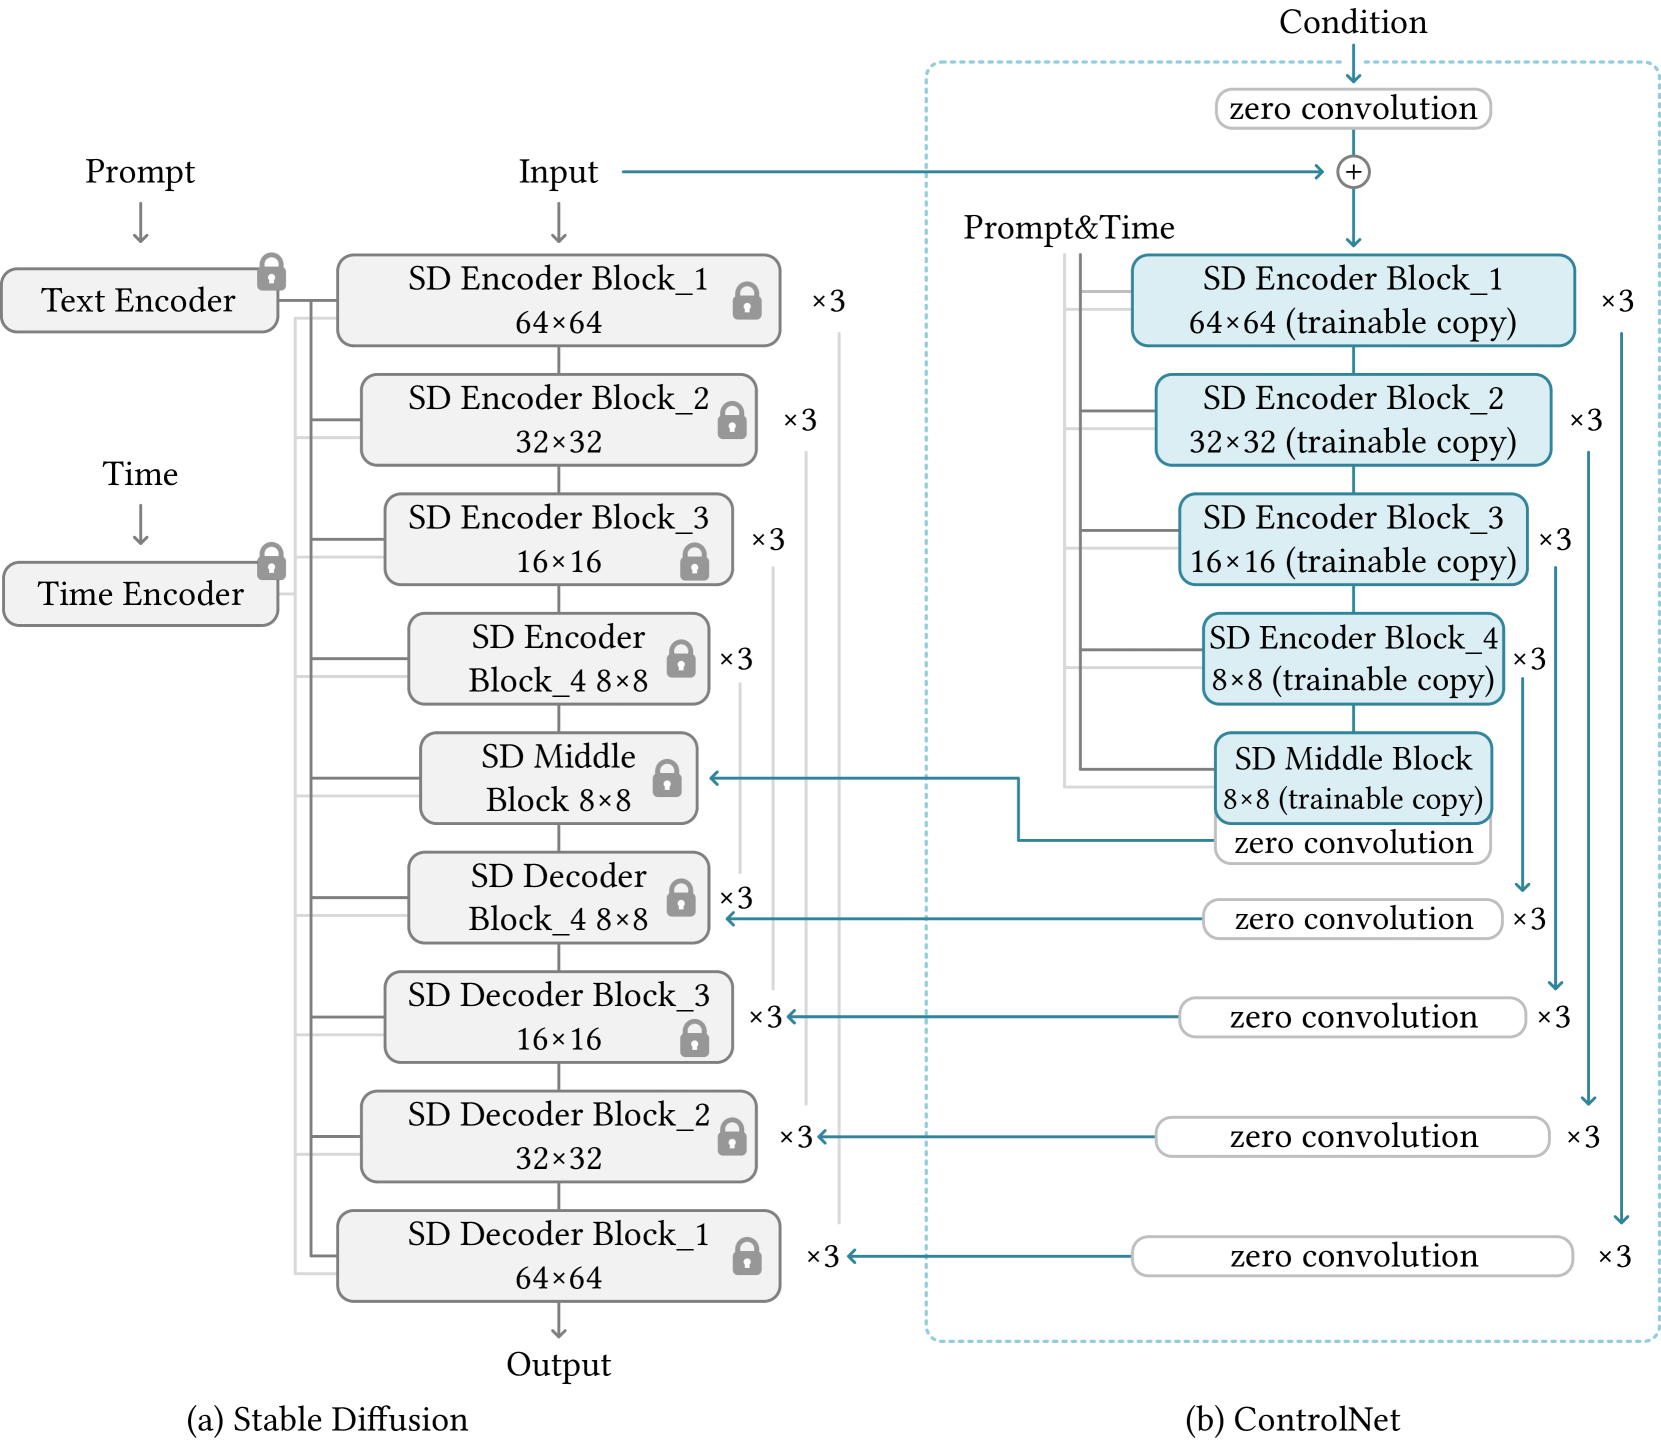 Condition
zero convolution
Prompt
Input
+
Prompt&Time
Text Encoder
SD Encoder Block_1
64×64
×3
SD Encoder Block_1
64×64 (trainable copy)
×3
SD Encoder Block_2
32×32
×3
SD Encoder Block_2
32×32 (trainable copy)
×3
Time
SD Encoder Block_3
16×16
×3
SD Encoder Block_3
16×16 (trainable copy)
×3
Time Encoder
SD Encoder
Block_4 8×8
×3
SD Encoder Block_4
8×8 (trainable copy)
×3
SD Middle
Block 8×8
SD Middle Block
8×8 (trainable copy)
zero convolution
SD Decoder
Block_4 8×8
×3
zero convolution
×3
SD Decoder Block_3
16×16
×3
zero convolution
×3
SD Decoder Block_2
32×32
×3
zero convolution
×3
SD Decoder Block_1
64×64
×3
zero convolution
×3
Output
(a) Stable Diffusion
(b) ControlNet